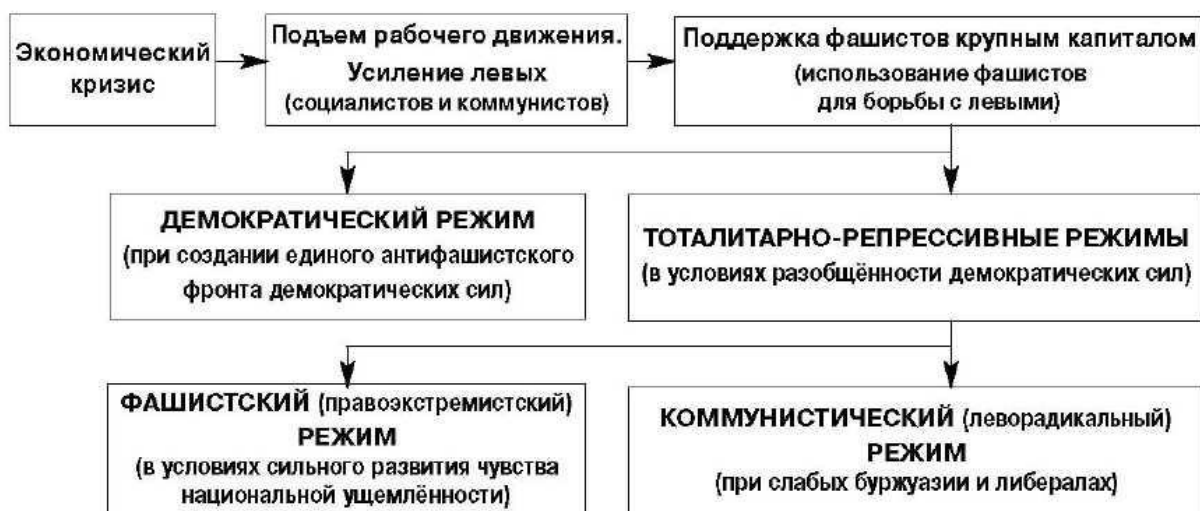 Экономический
кризис
Подъем рабочего движения.
Усиление левых
(социалистов и коммунистов)
Поддержка фашистов крупным капиталом
(использование фашистов
для борьбы с левыми)
ДЕМОКРАТИЧЕСКИЙ РЕЖИМ
(при создании единого антифашистского
фронта демократических сил)
ТОТАЛИТАРНО-РЕПРЕССИВНЫЕ РЕЖИМЫ
(в условиях разобщённости демократических сил)
ФАШИСТСКИЙ (правоэкстремистский)
РЕЖИМ
(в условиях сильного развития чувства
национальной ущемлённости)
КОММУНИСТИЧЕСКИЙ (леворадикальный)
РЕЖИМ
(при слабых буржуазии и либералах)